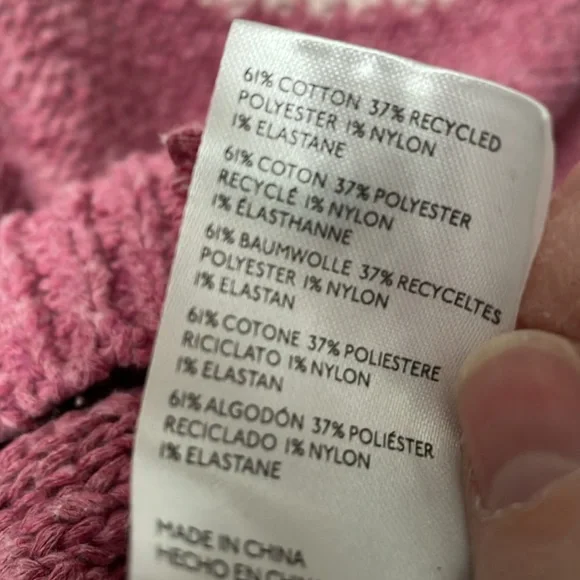 61% COTTON 37% RECYCLED
POLYESTER 1% NYLON
1% ELASTANE
61% COTON 37% POLYESTER
RECYCLÉ 1% NYLON
1% ÉLASTHANNE
61% BAUMWOLLE 37% RECYCELTES
POLYESTER 1% NYLON
1% ELASTAN
61% COTONE 37% POLIESTERE
RICICLATO 1% NYLON
1% ELASTAN
61% ALGODÓN 37% POLIÉSTER
RECICLADO 1% NYLON
1% ELASTANE
MADE IN CHINA
HECHO EN CHINA